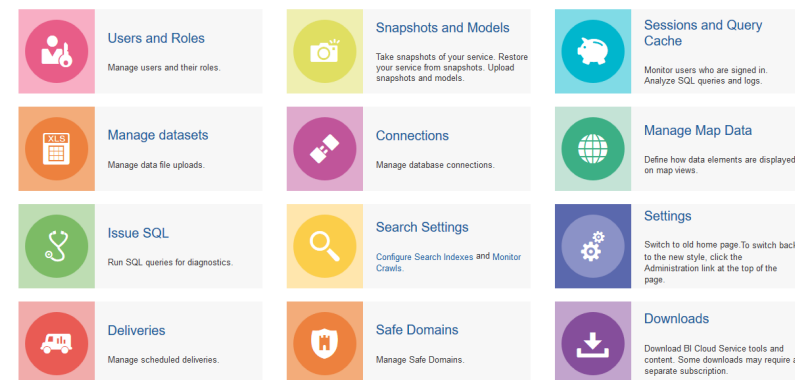 Users and Roles
Manage users and their roles.
Snapshots and Models
Take snapshots of your service. Restore
your service from snapshots. Upload
snapshots and models.
Sessions and Query
Cache
Monitor users who are signed in.
Analyze SQL queries and logs.
XLS
Manage datasets
Manage data file uploads.
Connections
Manage database connections.
Manage Map Data
Define how data elements are displayed
on map views.
Issue SQL
Run SQL queries for diagnostics.
Search Settings
Configure Search Indexes and Monitor
Crawls.
Settings
Switch to old home page.To switch back
to the new style, click the
Administration link at the top of the
page.
Deliveries
Manage scheduled deliveries.
Safe Domains
Manage Safe Domains.
Downloads
Download BI Cloud Service tools and
content. Some downloads may require a
separate subscription.